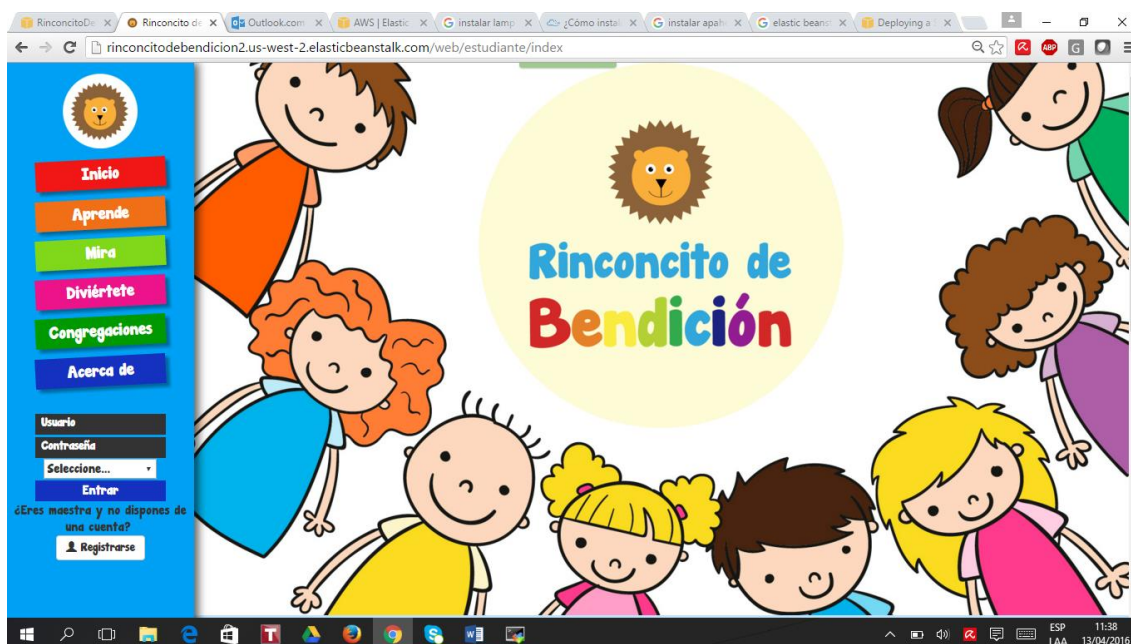 RinconcitoDe
Rinconcito de
Outlook.com
AWS | Elastic
instalar lamp
¿Cómo instal
instalar apah
elastic beanst
Deploying a
rinconcitodebendicion2.us-west-2.elasticbeanstalk.com/web/estudiante/index
ABP
G
Inicio
Aprende
Mira
Diviértete
Congregaciones
Acerca de
Usuario
Contraseña
Seleccione...
Entrar
¿Eres maestra y no dispones de
una cuenta?
Registrarse
Rinconcito de
Bendición
ESP
LAA
11:38
13/04/2016